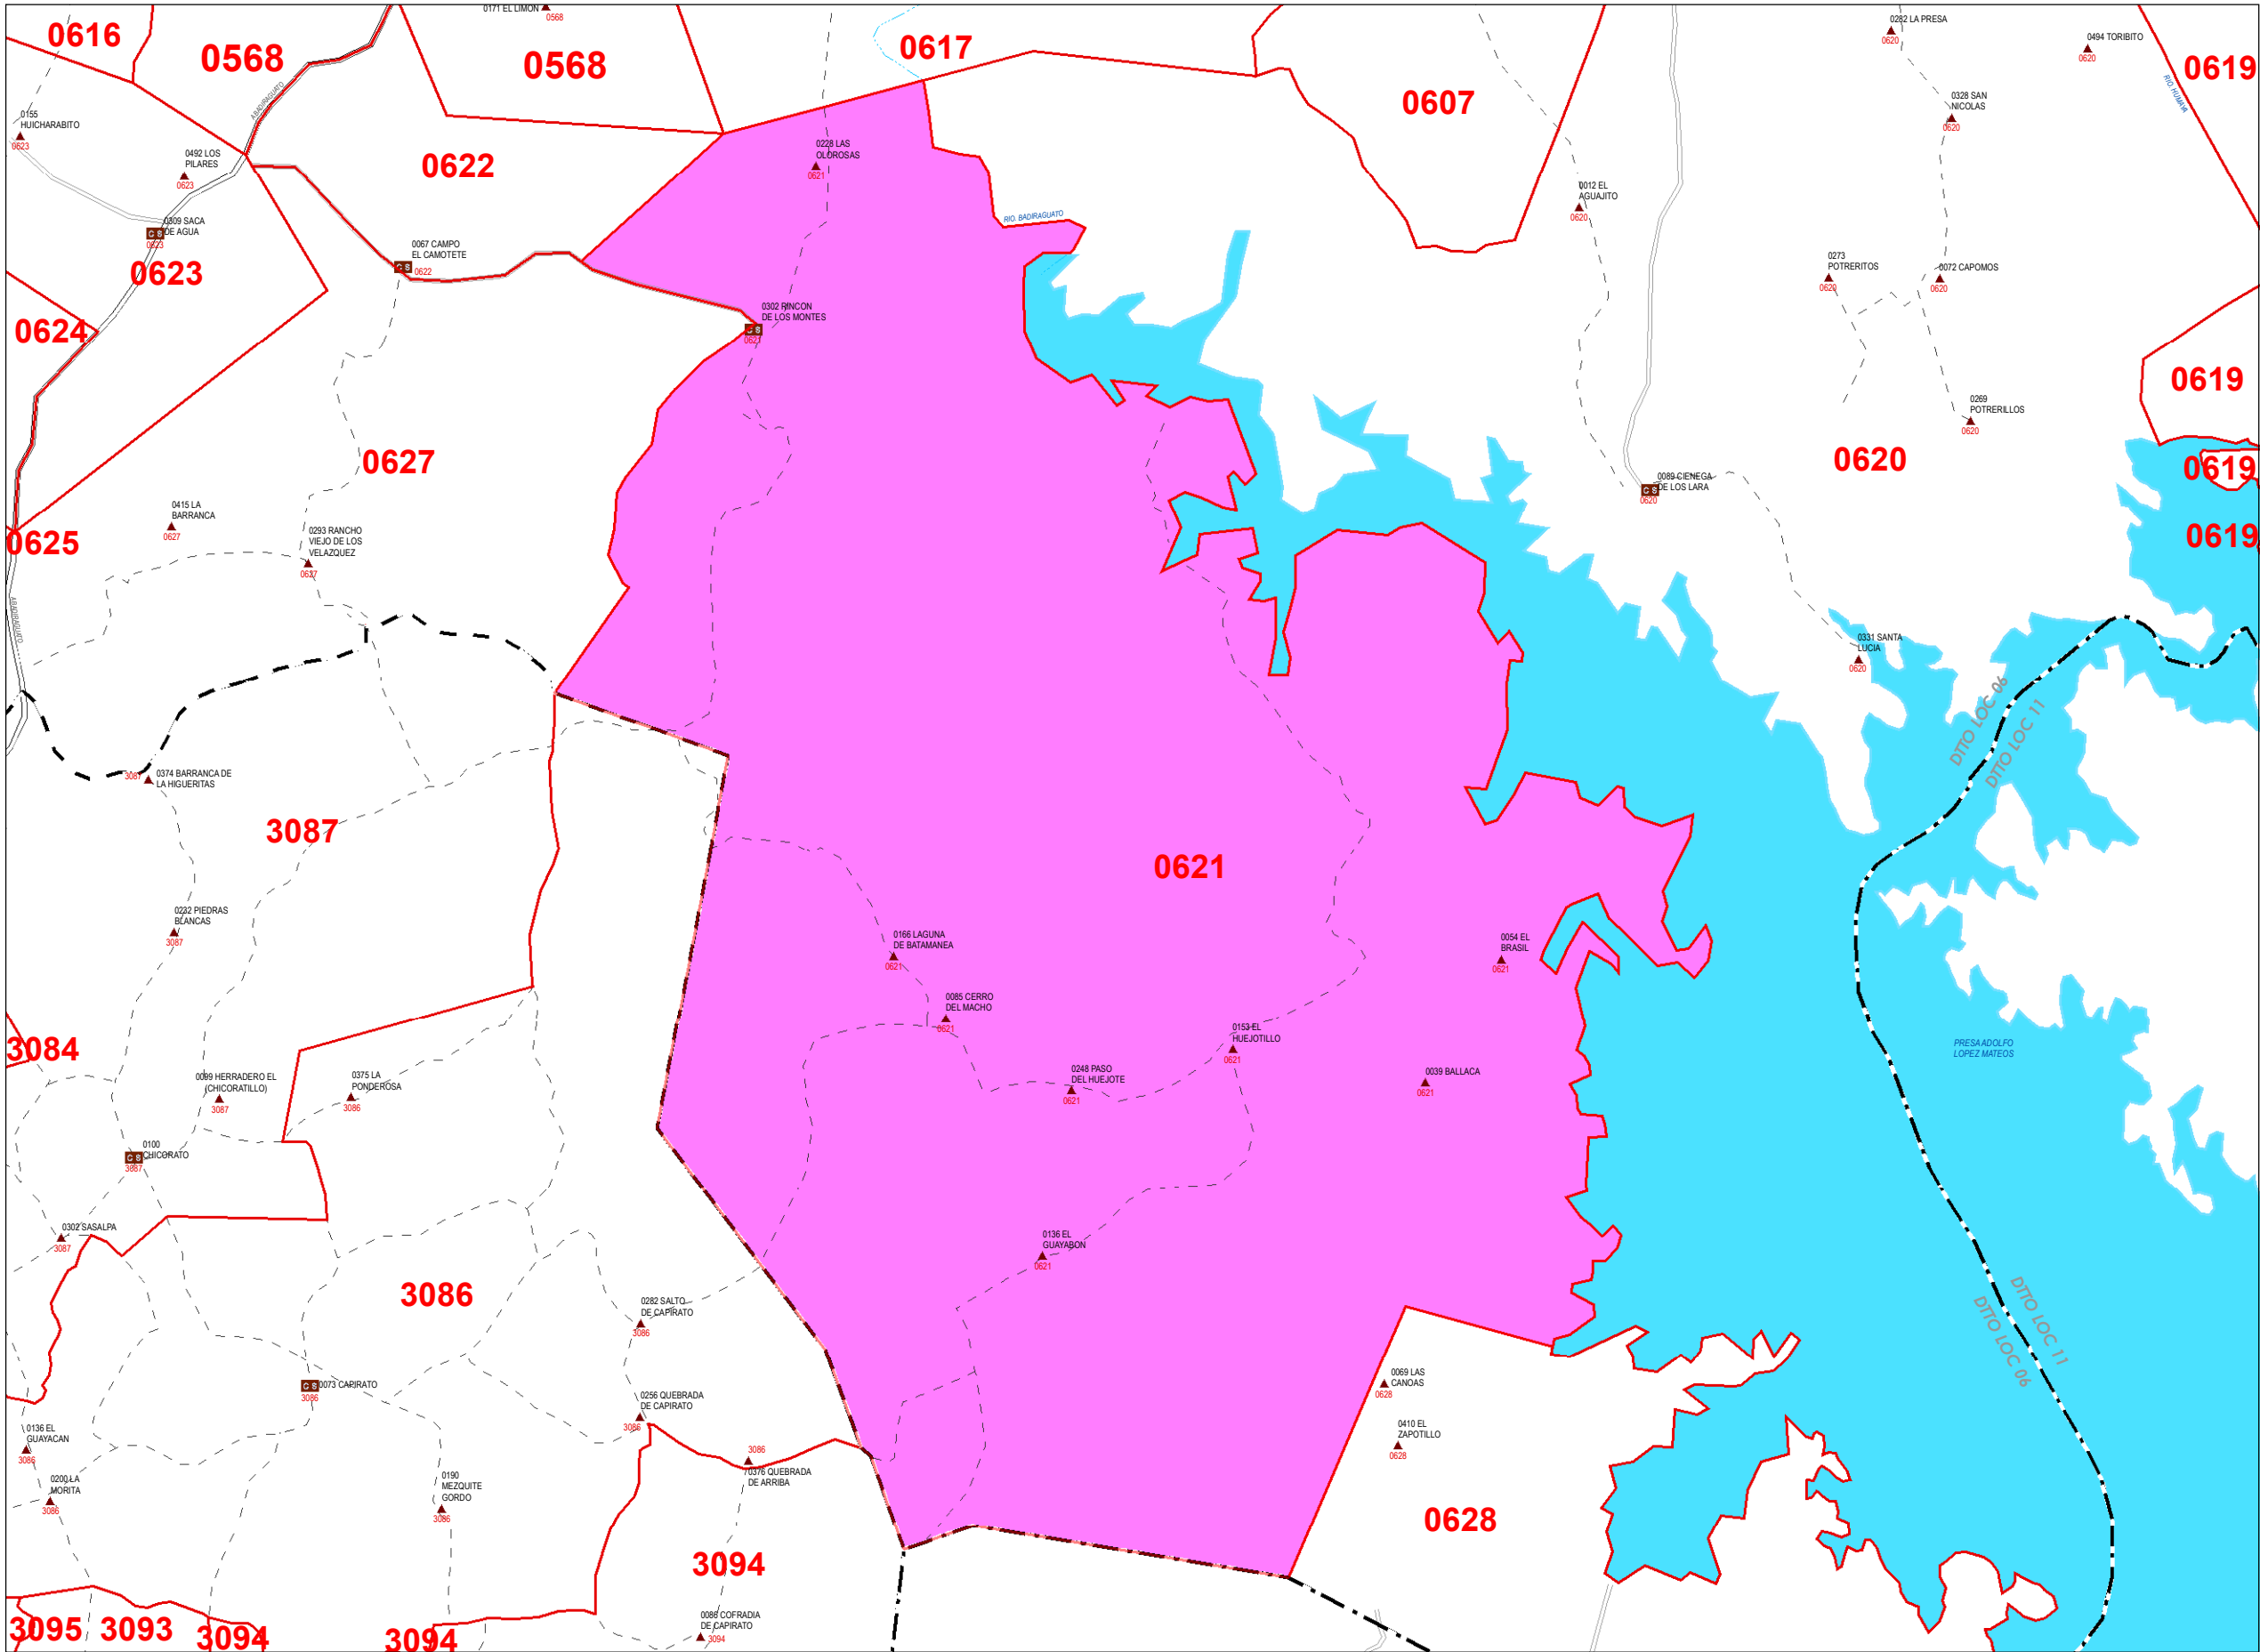 0171 EL LIMON
0568
0616
0568
0568
0617
0607
0282 LA PRESA
0620
0494 TORIBITO
0620
0619
RIO. HUMAYA
0155
HUICHARABITO
0623
0492 LOS
PILARES
0623
ABADIRAGUATO
0622
0228 LAS
OLOROSAS
0621
0328 SAN
NICOLAS
0620
0012 EL
AGUAJITO
0620
0309 SACA
DE AGUA
C S
0623
0623
0067 CAMPO
EL CAMOTETE
C S
0622
RIO. BADIRAGUATO
0273
POTRERITOS
0620
0072 CAPOMOS
0620
0624
0302 RINCON
DE LOS MONTES
C S
0621
0619
0269
POTRERILLOS
0620
0627
0620
0619
0089 CIENEGA
DE LOS LARA
C S
0620
0415 LA
BARRANCA
0627
0625
0293 RANCHO
VIEJO DE LOS
VELAZQUEZ
0627
0619
ABADIRAGUATO
0331 SANTA
LUCIA
0620
DTTO LOC 06
DTTO LOC 11
3087
0374 BARRANCA DE
LA HIGUERITAS
3087
0621
0232 PIEDRAS
BLANCAS
3087
0166 LAGUNA
DE BATAMANEA
0621
0054 EL
BRASIL
0621
0085 CERRO
DEL MACHO
0621
0153 EL
HUEJOTILLO
0621
PRESA ADOLFO
LOPEZ MATEOS
3084
0099 HERRADERO EL
(CHICORATILLO)
3087
0375 LA
PONDEROSA
3086
0248 PASO
DEL HUEJOTE
0621
0039 BALLACA
0621
0100
CHICORATO
C S
3087
0302 SASALPA
3087
0136 EL
GUAYABON
0621
3086
0282 SALTO
DE CAPIRATO
3086
DTTO LOC 11
DTTO LOC 06
0073 CAPIRATO
C S
3086
0256 QUEBRADA
DE CAPIRATO
3086
0069 LAS
CANOAS
0628
0410 EL
ZAPOTILLO
0628
0136 EL
GUAYACAN
3086
3086
70376 QUEBRADA
DE ARRIBA
0200 LA
MORITA
3086
0190
MEZQUITE
GORDO
3086
0628
3094
0086 COFRADIA
DE CAPIRATO
3094
3095
3093
3094
3094